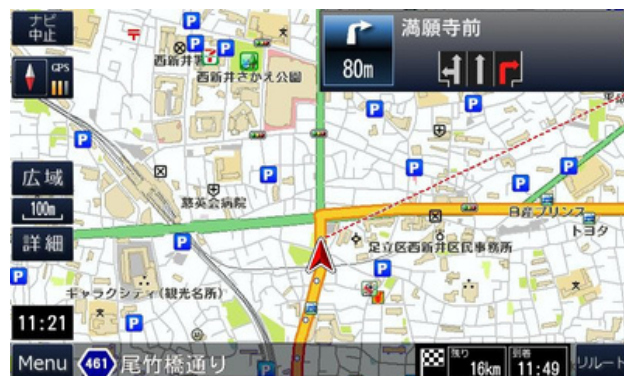 ナビ
中止
GPS
広域
100m
詳細
11:21
満願寺前
80m
西新井
西新井さかえ公園
慈英会病院
日産プリンス
トヨタ
足立区西新井区民事務所
ギャラクシティ(観光名所)
Menu
461
尾竹橋通り
残り
16km
到着
11:49
リルート